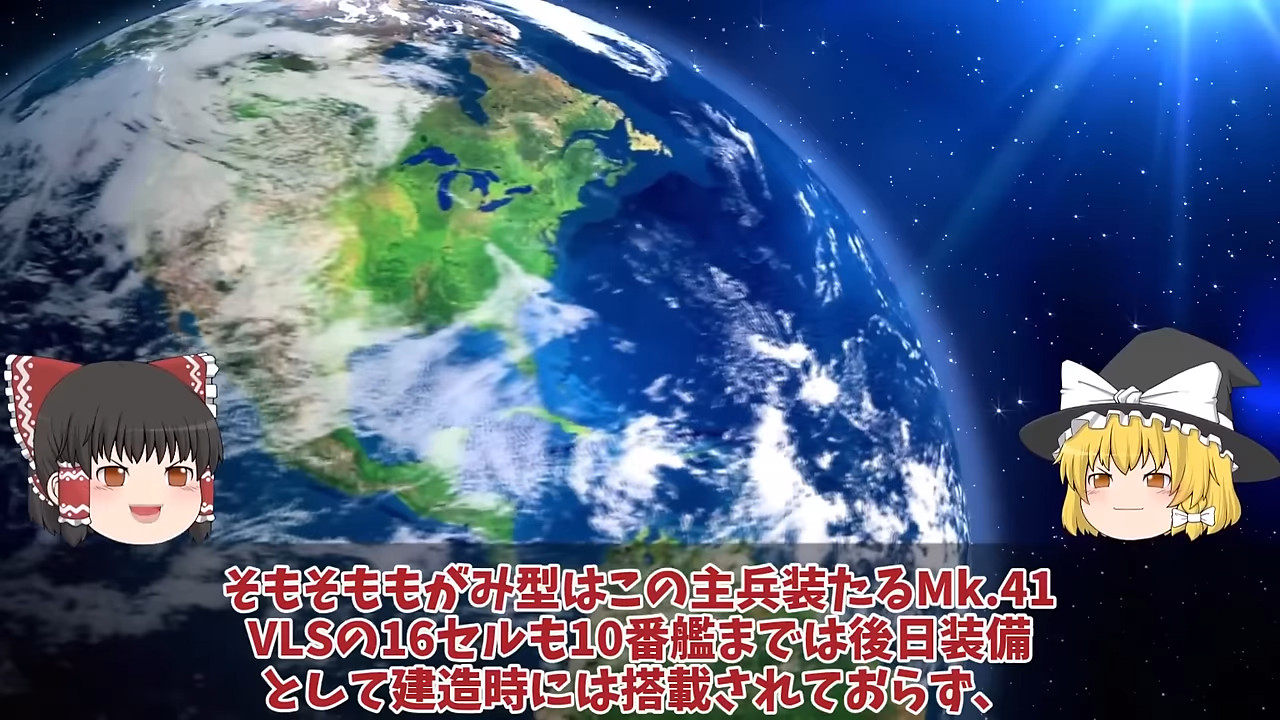 そもそももがみ型はこの主兵装たるMk.41
VLSの16セルも10番艦までは後日装備
として建造時には搭載されておらず、